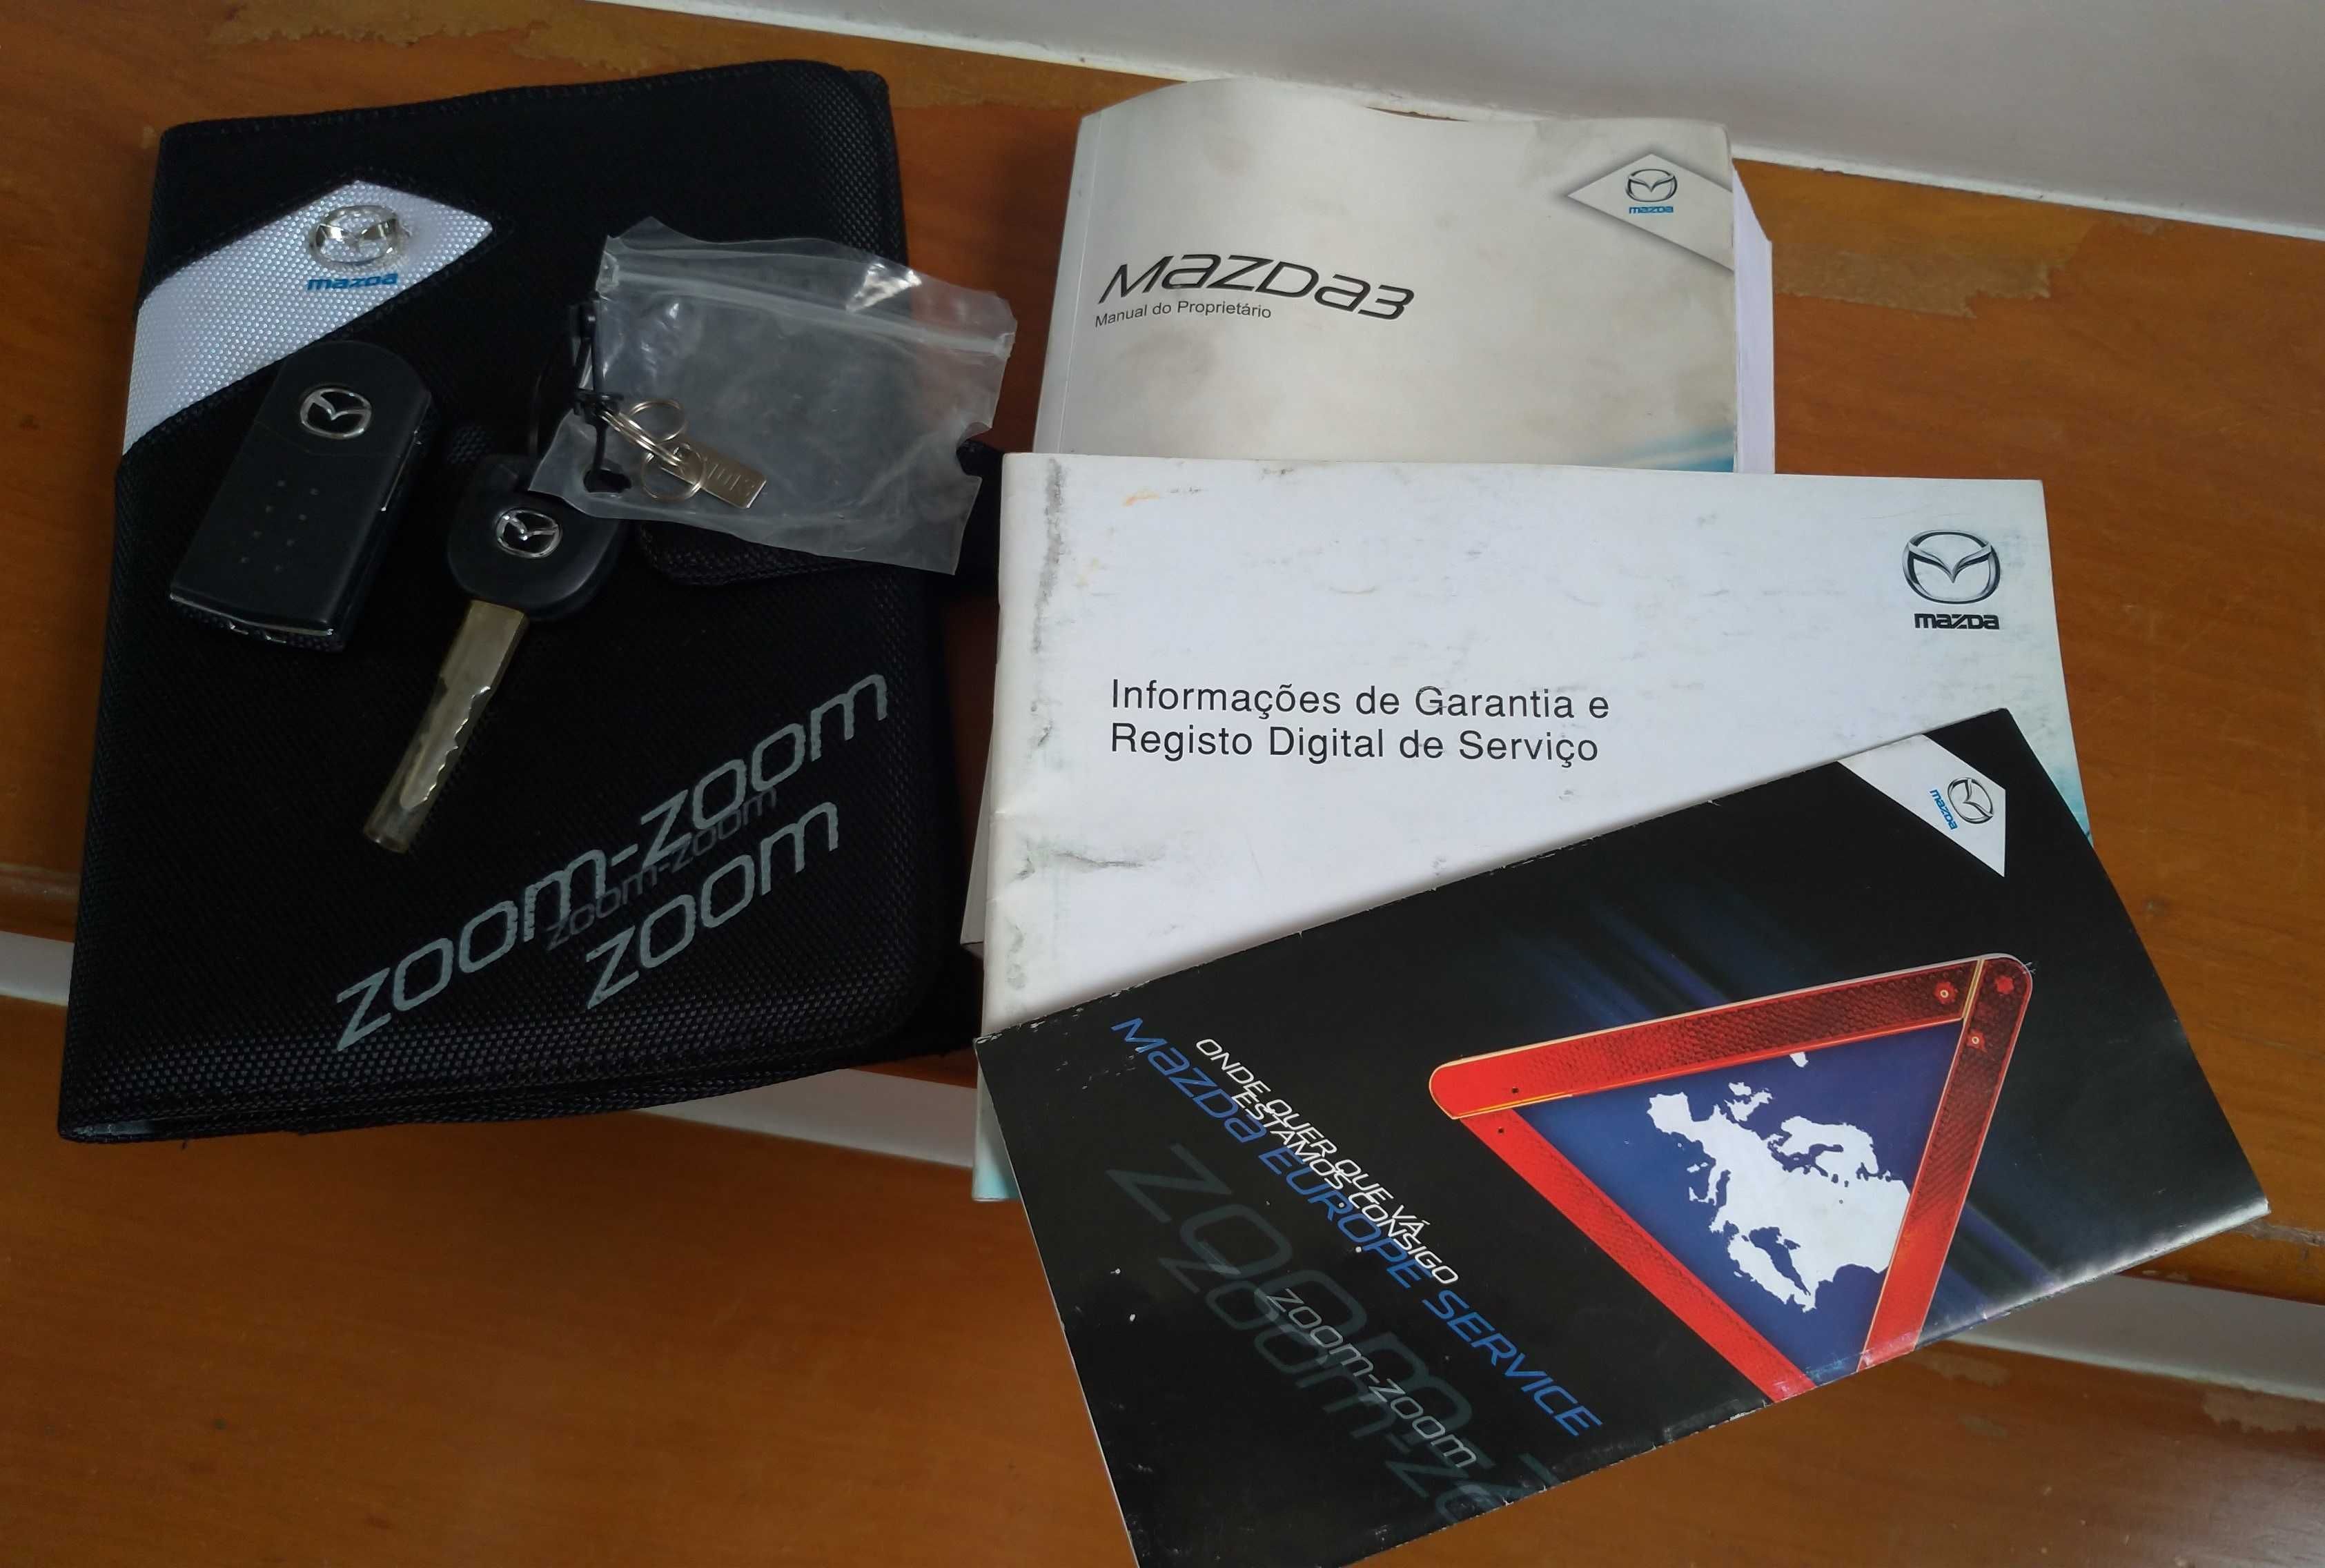 mazda
zoom-zoom
zoom-zoom
zoom
mazda
mazda3
Manual do Proprietário
mazda
Informações de Garantia e
Registo Digital de Serviço
mazda
ONDE QUER QUE VÁ
ESTAMOS CONSIGO
mazda EUROPE SERVICE
zoom-zoom